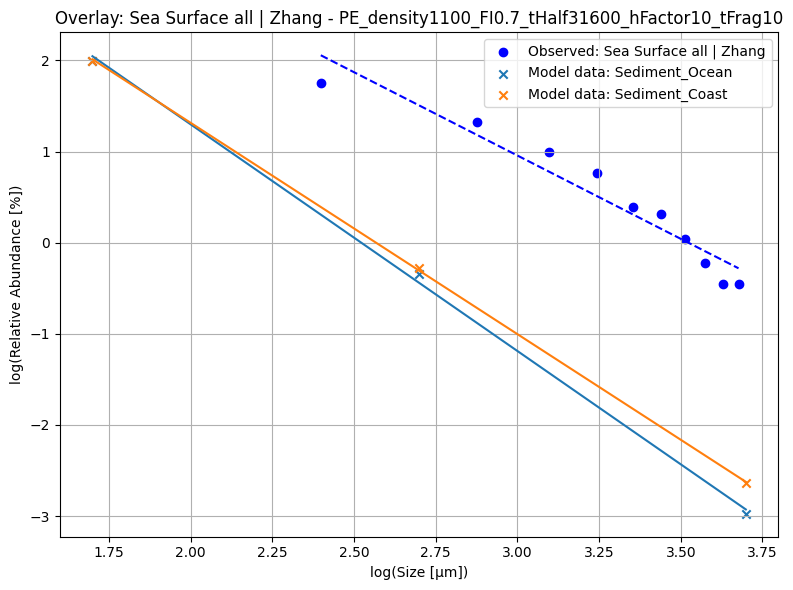 Overlay: Sea Surface all | Zhang - PE_density1100_FI0.7_tHalf31600_hFactor10_tFrag10
Observed: Sea Surface all | Zhang
Model data: Sediment_Ocean
Model data: Sediment_Coast
log(Relative Abundance [%])
2
1
0
−1
−2
−3
1.75
2.00
2.25
2.50
2.75
3.00
3.25
3.50
3.75
log(Size [μm])